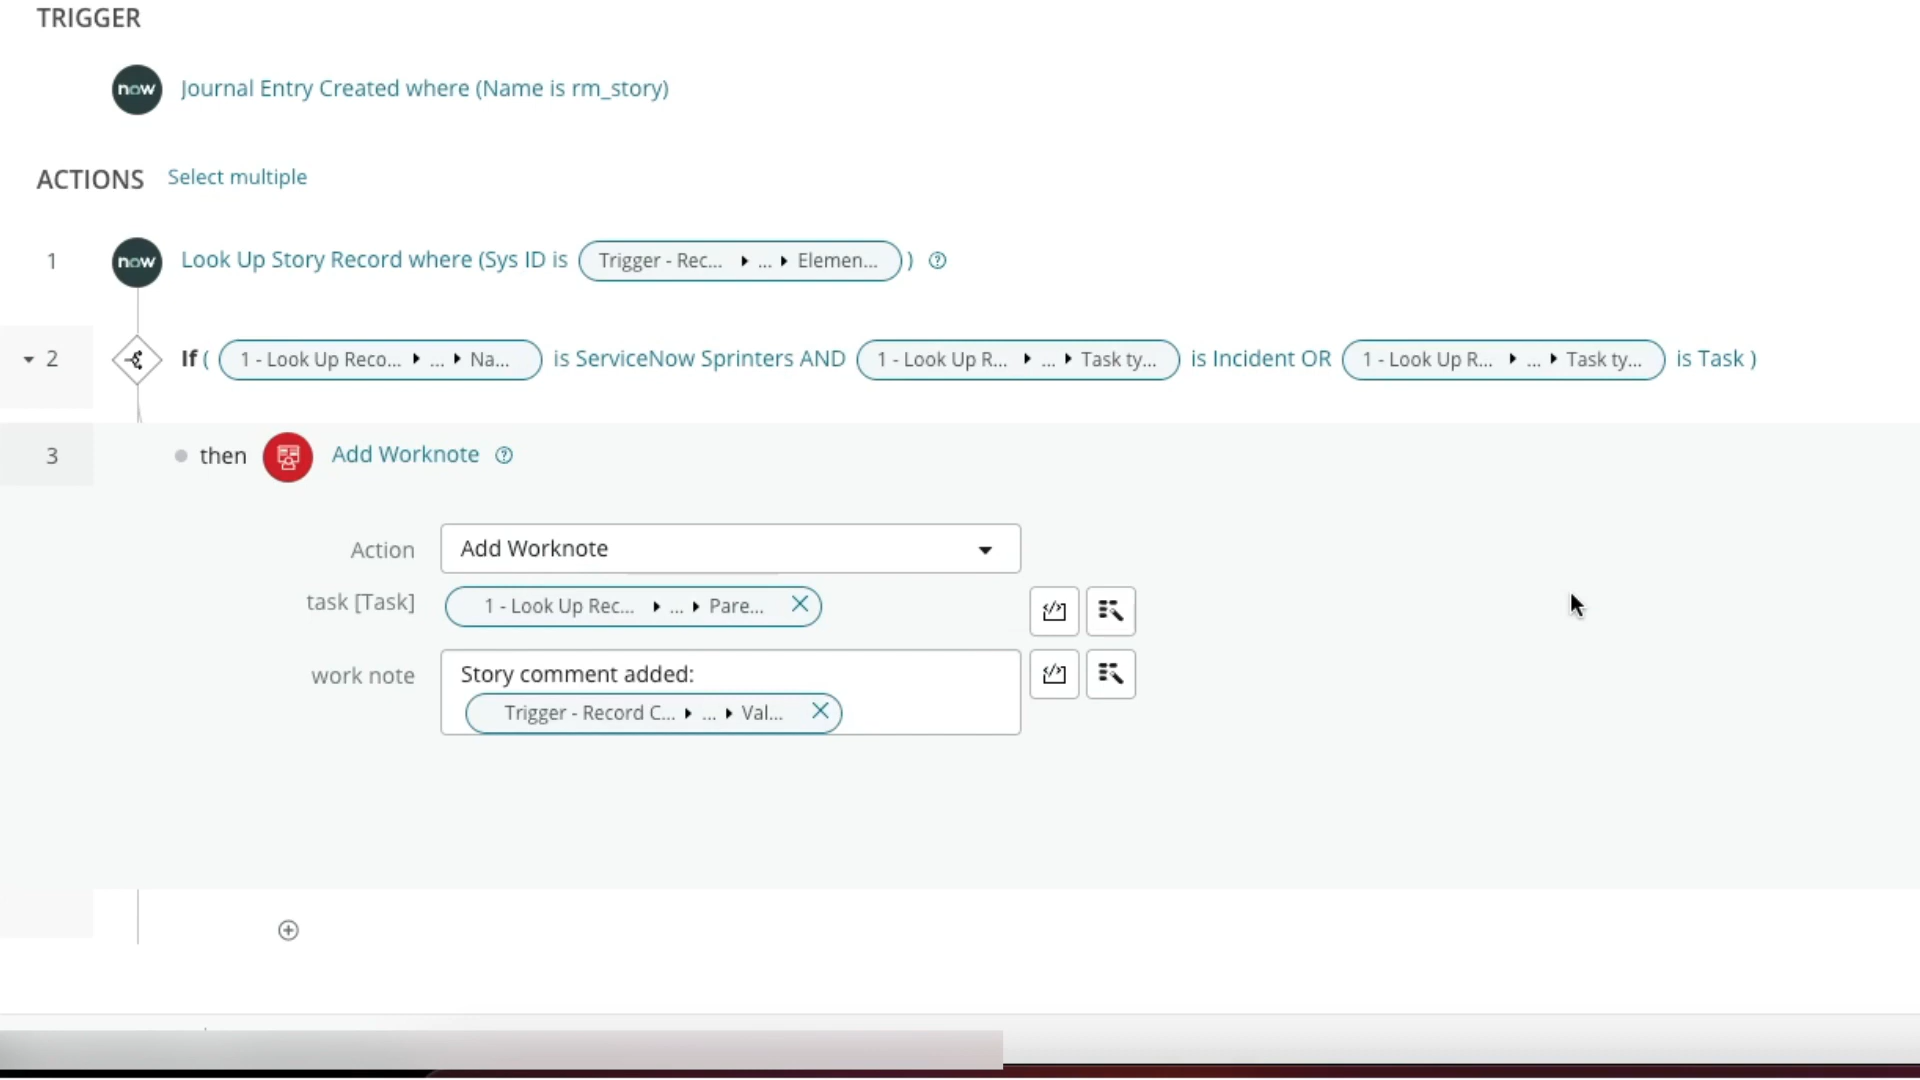 TRIGGER
now Journal Entry Created where (Name is rm_story)
ACTIONS Select multiple
1 now Look Up Story Record where (Sys ID is Trigger - Rec... ... Elemen... ) ?
2 If ( 1 - Look Up Reco... ... Na... is ServiceNow Sprinters AND 1 - Look Up R... ... Task ty... is Incident OR 1 - Look Up R... ... Task ty... is Task )
3 then Add Worknote ?
Action Add Worknote
task [Task] 1 - Look Up Rec... ... Pare...
work note Story comment added:
Trigger - Record C... ... Val...